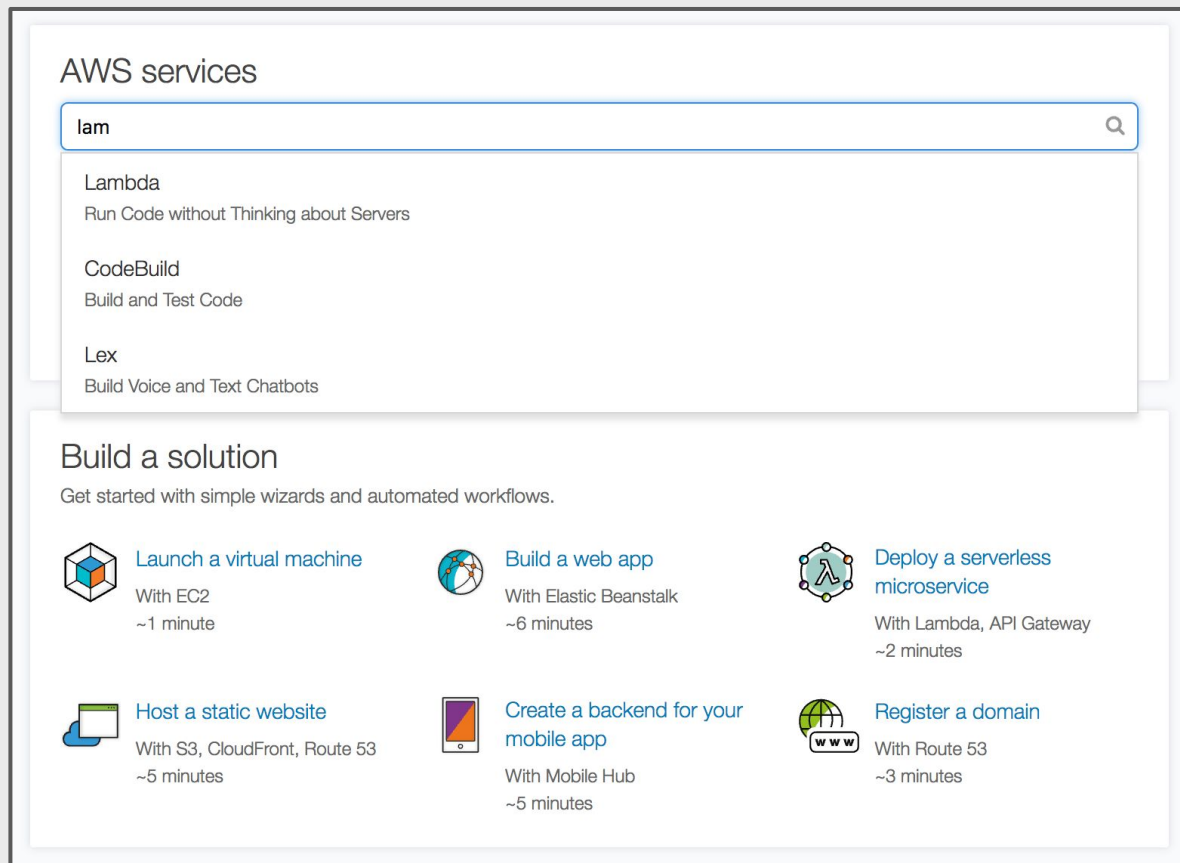 AWS services
lam
Lambda
Run Code without Thinking about Servers
CodeBuild
Build and Test Code
Lex
Build Voice and Text Chatbots
Build a solution
Get started with simple wizards and automated workflows.
Launch a virtual machine
With EC2
~1 minute
Build a web app
With Elastic Beanstalk
~6 minutes
λ
Deploy a serverless
microservice
With Lambda, API Gateway
~2 minutes
Host a static website
With S3, CloudFront, Route 53
~5 minutes
Create a backend for your
mobile app
With Mobile Hub
~5 minutes
www
Register a domain
With Route 53
~3 minutes